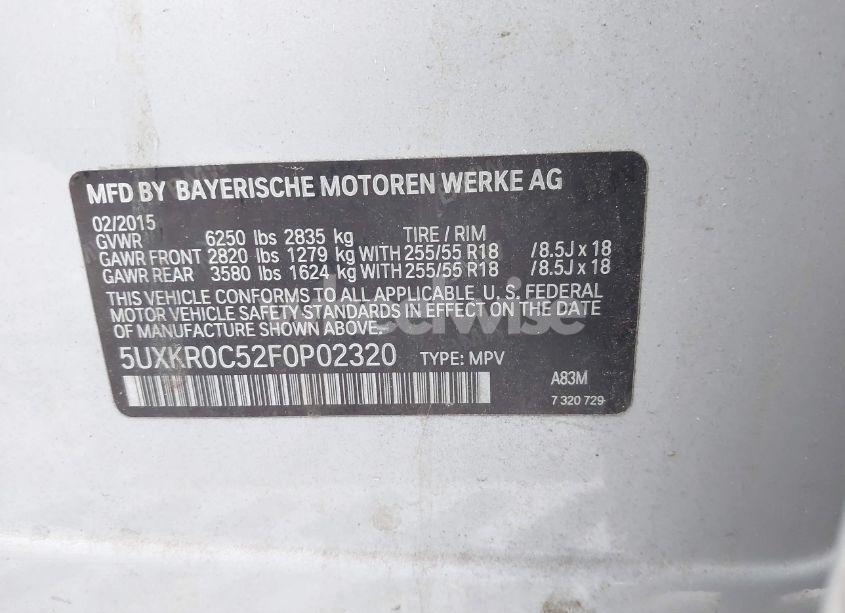 MFD BY BAYERISCHE MOTOREN WERKE AG
02/2015
GVWR 6250 lbs 2835 kg TIRE / RIM
GAWR FRONT 2820 lbs 1279 kg WITH 255/55 R18 / 8.5J x 18
GAWR REAR 3580 lbs 1624 kg WITH 255/55 R18 / 8.5J x 18
THIS VEHICLE CONFORMS TO ALL APPLICABLE U. S. FEDERAL
MOTOR VEHICLE SAFETY-STANDARDS IN EFFECT ON THE DATE
OF MANUFACTURE SHOWN ABOVE.
5UXKR0C52F0P02320 TYPE: MPV
A83M
7 320 729